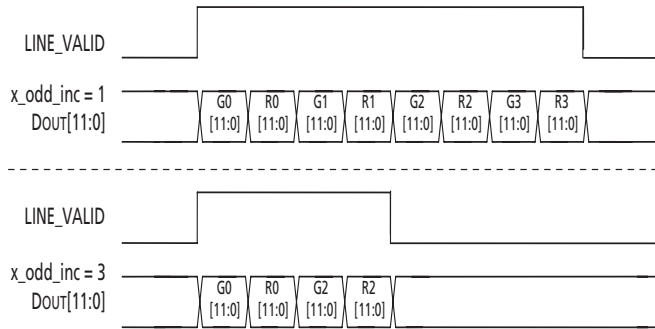 LINE_VALID
x_odd_inc = 1
DOUT[11:0]
G0 R0 G1 R1 G2 R2 G3 R3
[11:0] [11:0] [11:0] [11:0] [11:0] [11:0] [11:0] [11:0]
LINE_VALID
x_odd_inc = 3
DOUT[11:0]
G0 R0 G2 R2
[11:0] [11:0] [11:0] [11:0]